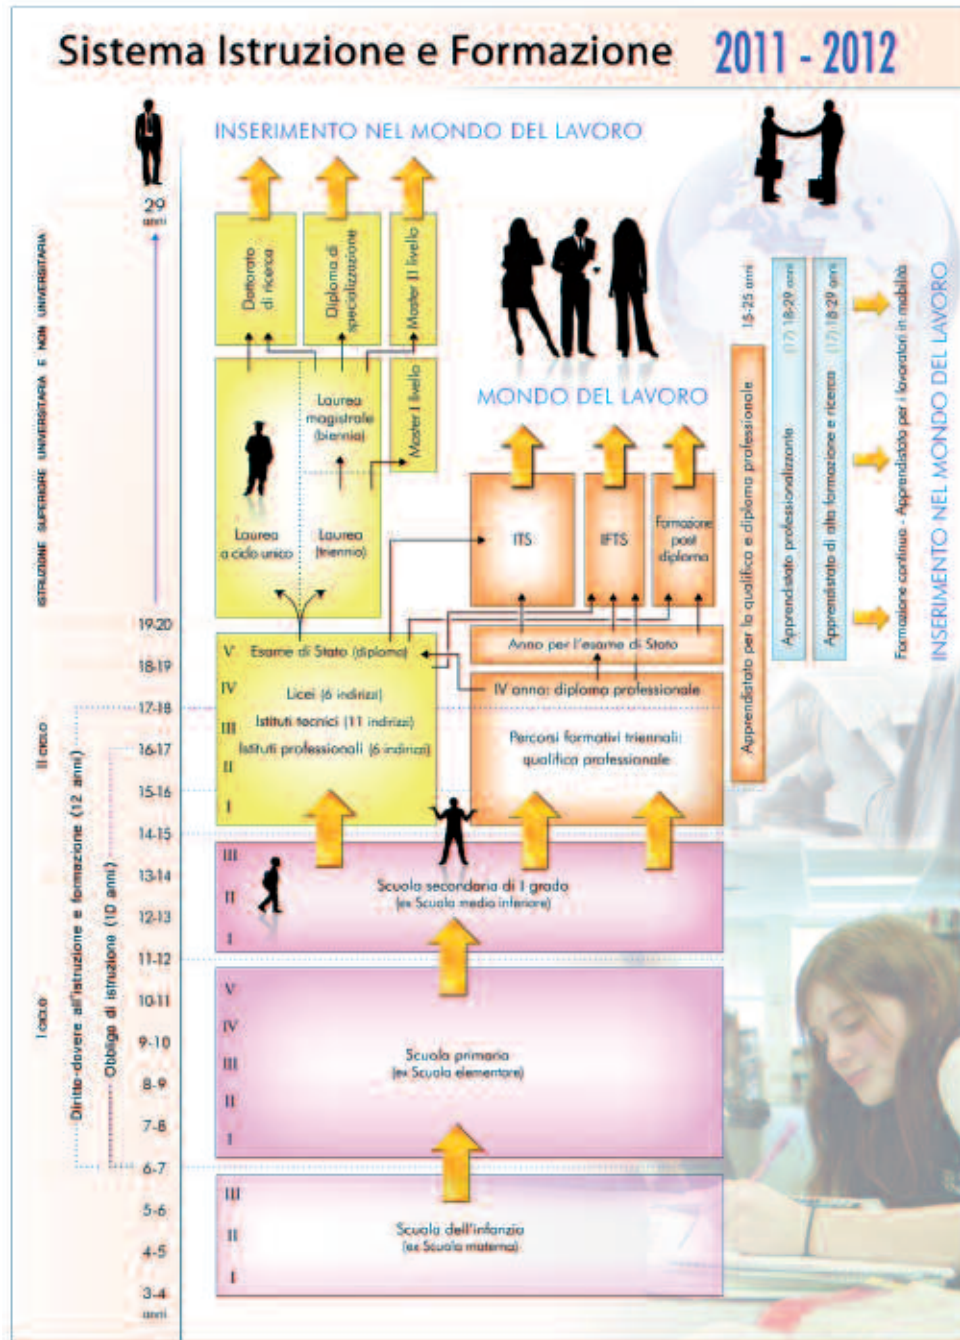 Sistema Istruzione e Formazione 2011 - 2012
INSERIMENTO NEL MONDO DEL LAVORO
29
anni
ISTRUZIONE SUPERIORE UNIVERSITARIA E NON UNIVERSITARIA
Dottorato
di ricerca
Diploma di
specializzazione
Master II livello
Laurea
magistrale
(biennio)
Master I livello
Laurea
a ciclo unico
Laurea
(triennio)
MONDO DEL LAVORO
ITS
IFTS
Formazione
post
diploma
Apprendistato per la qualifica e diploma professionale 15-25 anni
Apprendistato professionalizzante (17) 18-29 anni
Apprendistato di alta formazione e ricerca (17) 18-29 anni
Formazione continua - Apprendistato per i lavoratori in mobilità
INSERIMENTO NEL MONDO DEL LAVORO
19-20
18-19
17-18
16-17
15-16
14-15
13-14
12-13
11-12
10-11
9-10
8-9
7-8
6-7
5-6
4-5
3-4
anni
II CICLO
I CICLO
Diritto-dovere all'istruzione e formazione (12 anni)
Obbligo di istruzione (10 anni)
V
IV
III
II
I
Esame di Stato (diploma)
Licei (6 indirizzi)
Istituti tecnici (11 indirizzi)
Istituti professionali (6 indirizzi)
Anno per l'esame di Stato
IV anno: diploma professionale
Percorsi formativi triennali:
qualifica professionale
III
II
I
Scuola secondaria di I grado
(ex Scuola media inferiore)
V
IV
III
II
I
Scuola primaria
(ex Scuola elementare)
III
II
I
Scuola dell'infanzia
(ex Scuola materna)